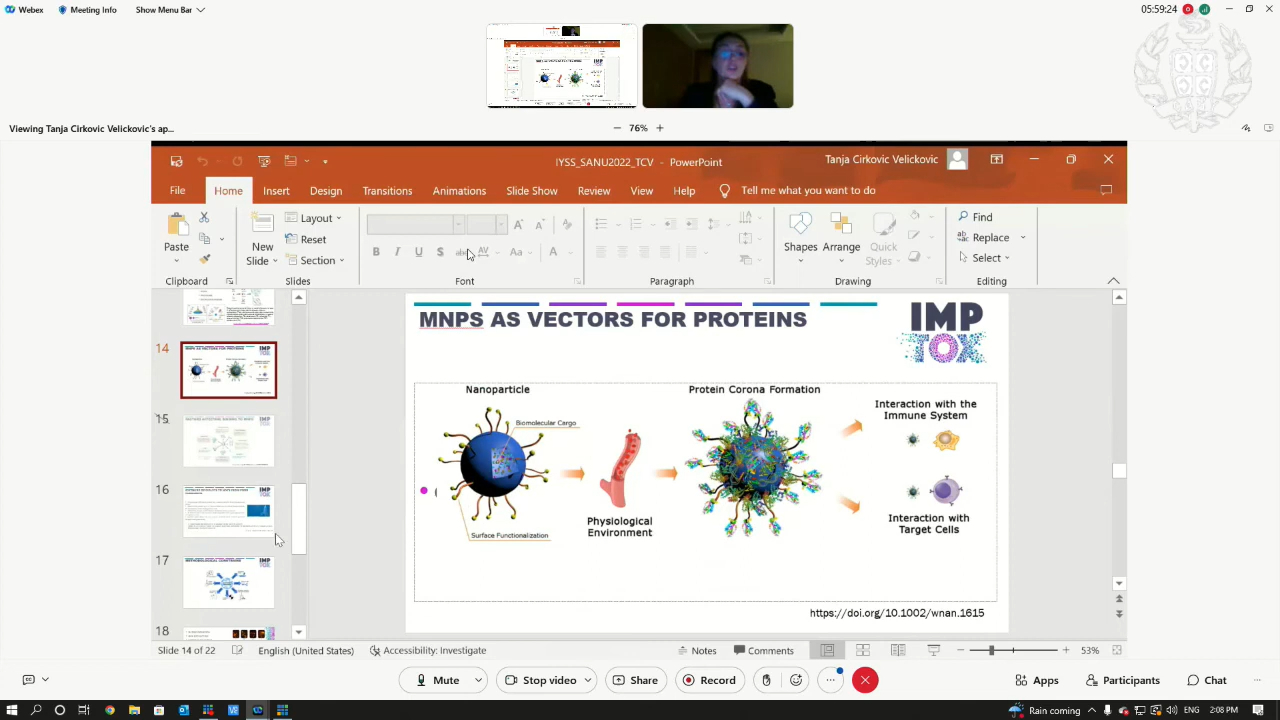 Webex
Meeting Info
Show Menu Bar
05:59:24
Viewing Tanja Cirkovic Velickovic's ap...
76%
IYSS_SANU2022_TCV - PowerPoint
Tanja Cirkovic Velickovic
File
Home
Insert
Design
Transitions
Animations
Slide Show
Review
View
Help
Tell me what you want to do
Paste
New
Slide
Layout
Reset
Section
B
I
U
S
abc
AV
Aa
A
Shapes
Arrange
Quick
Styles
Find
Replace
Select
Clipboard
Slides
Font
Paragraph
Drawing
Editing
14
15
16
17
18
MNPS AS VECTORS FOR PROTEINS
IMP
TOX
Nanoparticle
Biomolecular Cargo
Surface Functionalization
Physiological
Environment
Protein Corona Formation
Interaction with the
Immune System
Interaction with
Target Cells
https://doi.org/10.1002/wnan.1615
Slide 14 of 22
English (United States)
Accessibility: Investigate
Notes
Comments
53%
Mute
Stop video
Share
Record
Apps
Participants
Chat
Rain coming
ENG
2:08 PM